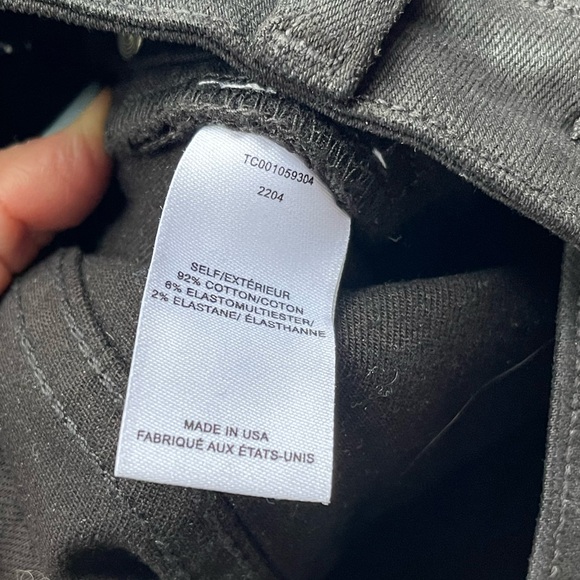 TC001059304
2204
SELF/EXTÉRIEUR
92% COTTON/COTON
6% ELASTOMULTIESTER/
2% ELASTANE/ ÉLASTHANNE
MADE IN USA
FABRIQUÉ AUX ÉTATS-UNIS